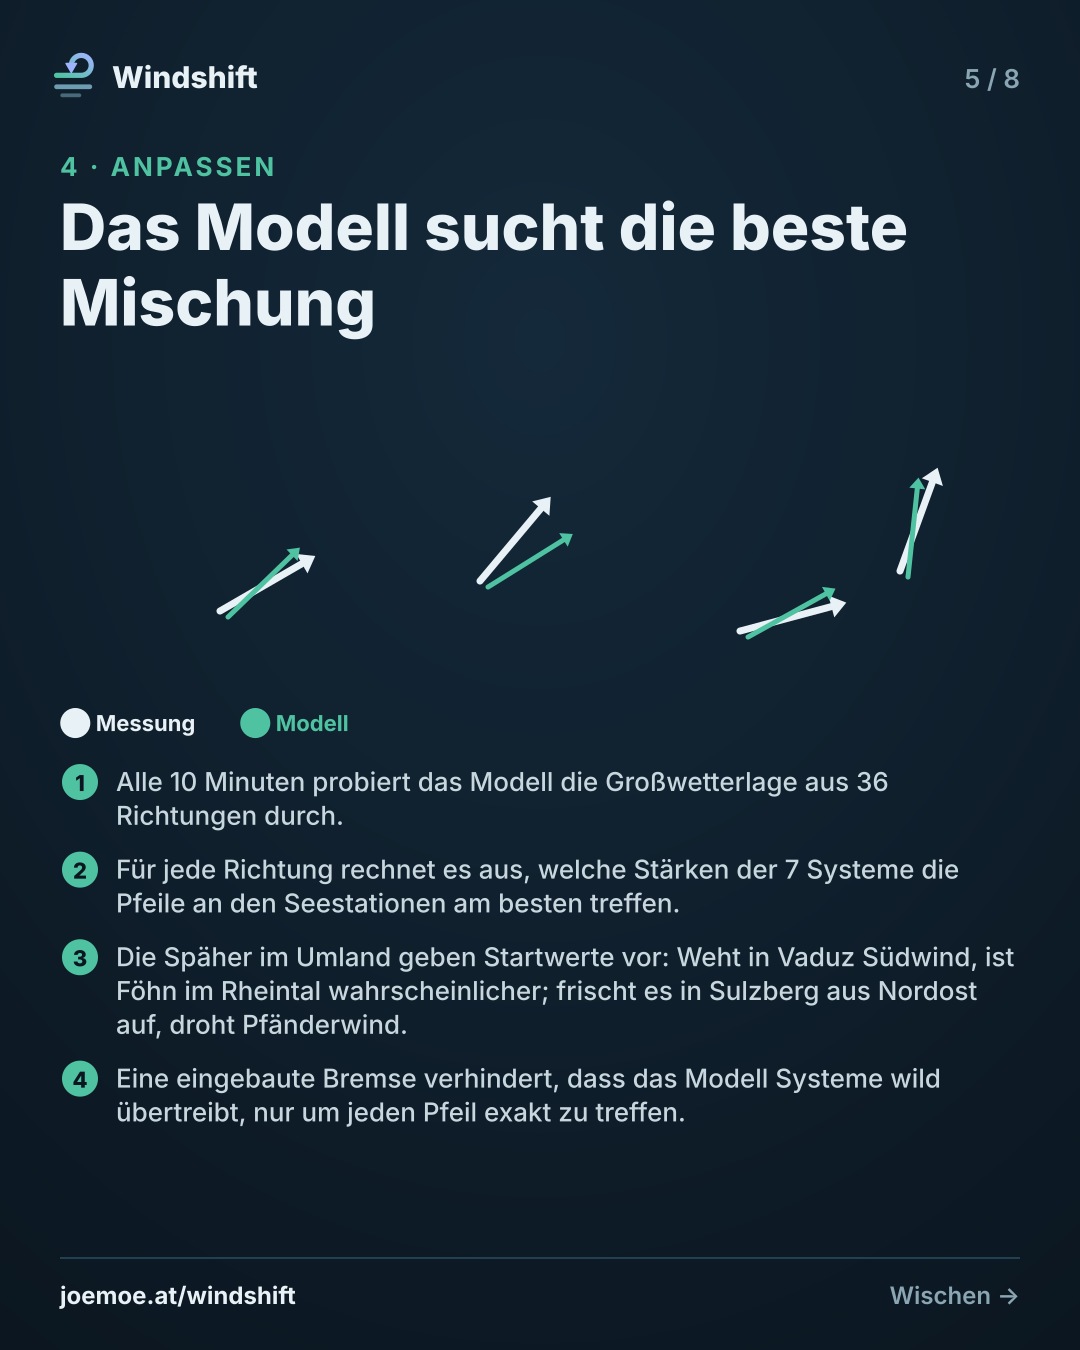 Windshift
5 / 8
4 · ANPASSEN
Das Modell sucht die beste
Mischung
Messung
Modell
1 Alle 10 Minuten probiert das Modell die Großwetterlage aus 36
Richtungen durch.
2 Für jede Richtung rechnet es aus, welche Stärken der 7 Systeme die
Pfeile an den Seestationen am besten treffen.
3 Die Späher im Umland geben Startwerte vor: Weht in Vaduz Südwind, ist
Föhn im Rheintal wahrscheinlicher; frischt es in Sulzberg aus Nordost
auf, droht Pfänderwind.
4 Eine eingebaute Bremse verhindert, dass das Modell Systeme wild
übertreibt, nur um jeden Pfeil exakt zu treffen.
joemoe.at/windshift
Wischen →